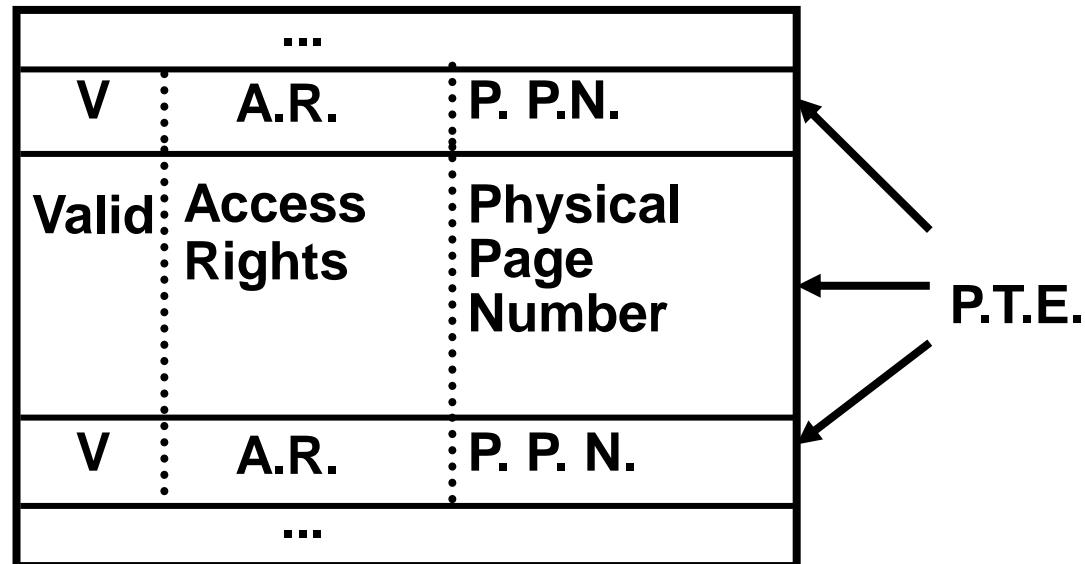 ...
V A.R. P. P.N.
Valid Access Rights Physical Page Number
P.T.E.
V A.R. P. P. N.
...